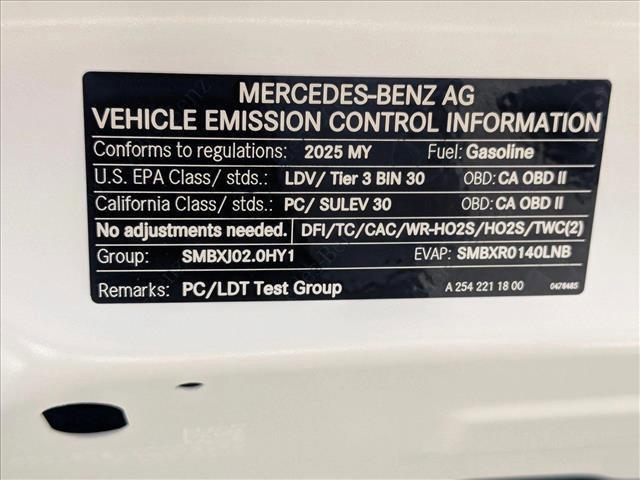 MERCEDES-BENZ AG
VEHICLE EMISSION CONTROL INFORMATION
Conforms to regulations: 2025 MY Fuel: Gasoline
U.S. EPA Class/ stds.: LDV/ Tier 3 BIN 30 OBD: CA OBD II
California Class/ stds.: PC/ SULEV 30 OBD: CA OBD II
No adjustments needed. DFI/TC/CAC/WR-HO2S/HO2S/TWC(2)
Group: SMBXJ02.0HY1 EVAP: SMBXR0140LNB
Remarks: PC/LDT Test Group A 254 221 18 00